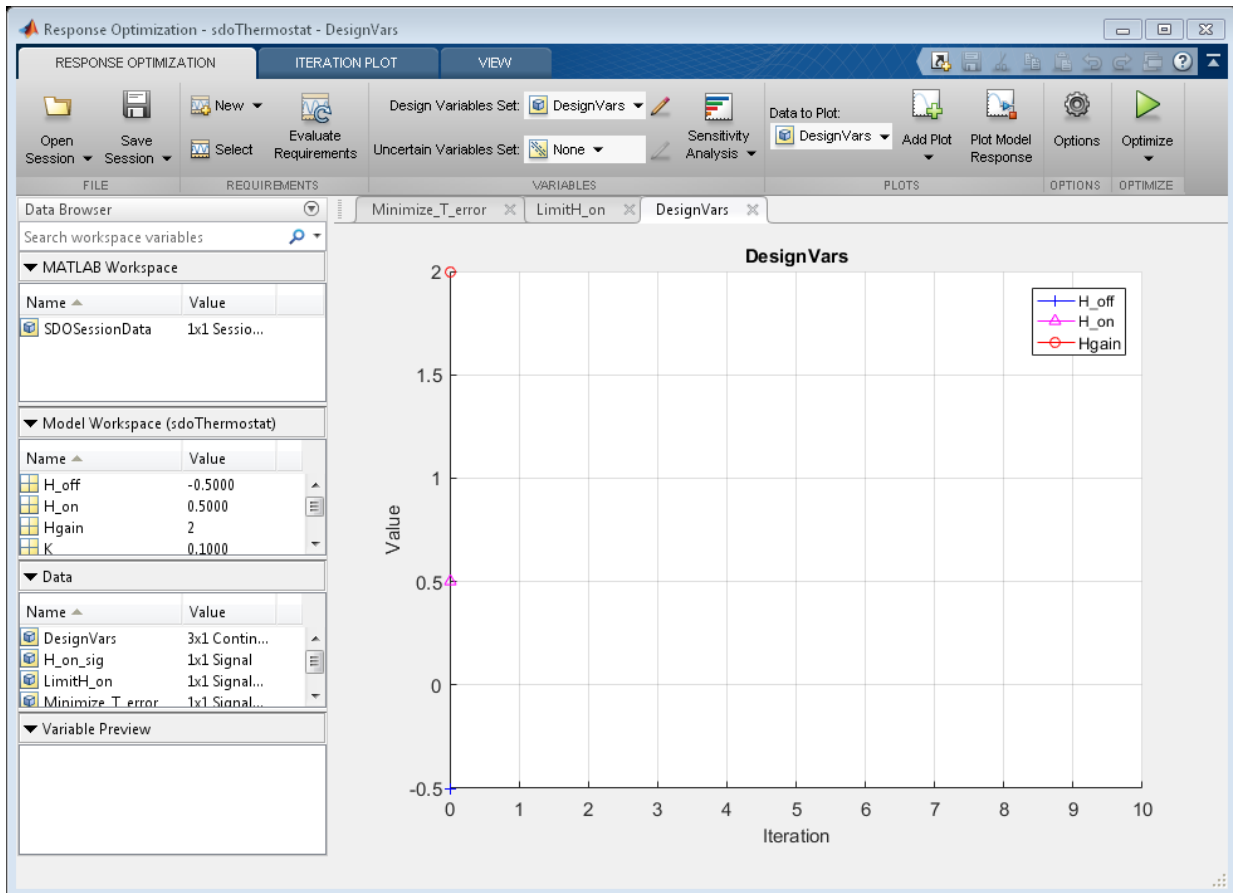 Response Optimization - sdoThermostat - DesignVars
RESPONSE OPTIMIZATION
ITERATION PLOT
VIEW
Open Session
Save Session
New
Select
Evaluate Requirements
Design Variables Set: DesignVars
Uncertain Variables Set: None
Sensitivity Analysis
Data to Plot:
DesignVars
Add Plot
Plot Model Response
Options
Optimize
FILE
REQUIREMENTS
VARIABLES
PLOTS
OPTIONS
OPTIMIZE
Data Browser
Search workspace variables
MATLAB Workspace
Name Value
SDOSessionData 1x1 Sessio...
Model Workspace (sdoThermostat)
Name Value
H_off -0.5000
H_on 0.5000
Hgain 2
K 0.1000
Data
Name Value
DesignVars 3x1 Contin...
H_on_sig 1x1 Signal
LimitH_on 1x1 Signal...
Minimize_T_error 1x1 Signal...
Variable Preview
Minimize_T_error
LimitH_on
DesignVars
DesignVars
H_off
H_on
Hgain
Value
2
1.5
1
0.5
0
-0.5
0 1 2 3 4 5 6 7 8 9 10
Iteration